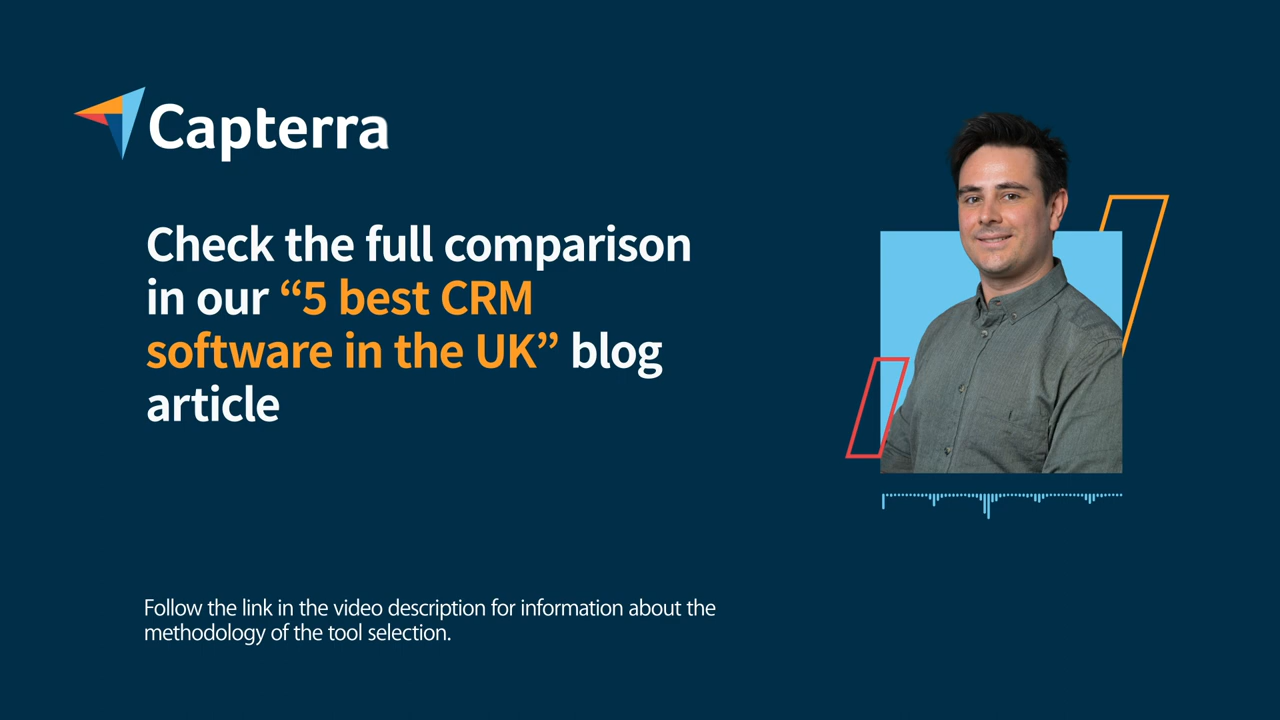 Capterra
Check the full comparison
in our “5 best CRM
software in the UK” blog
article
Follow the link in the video description for information about the
methodology of the tool selection.